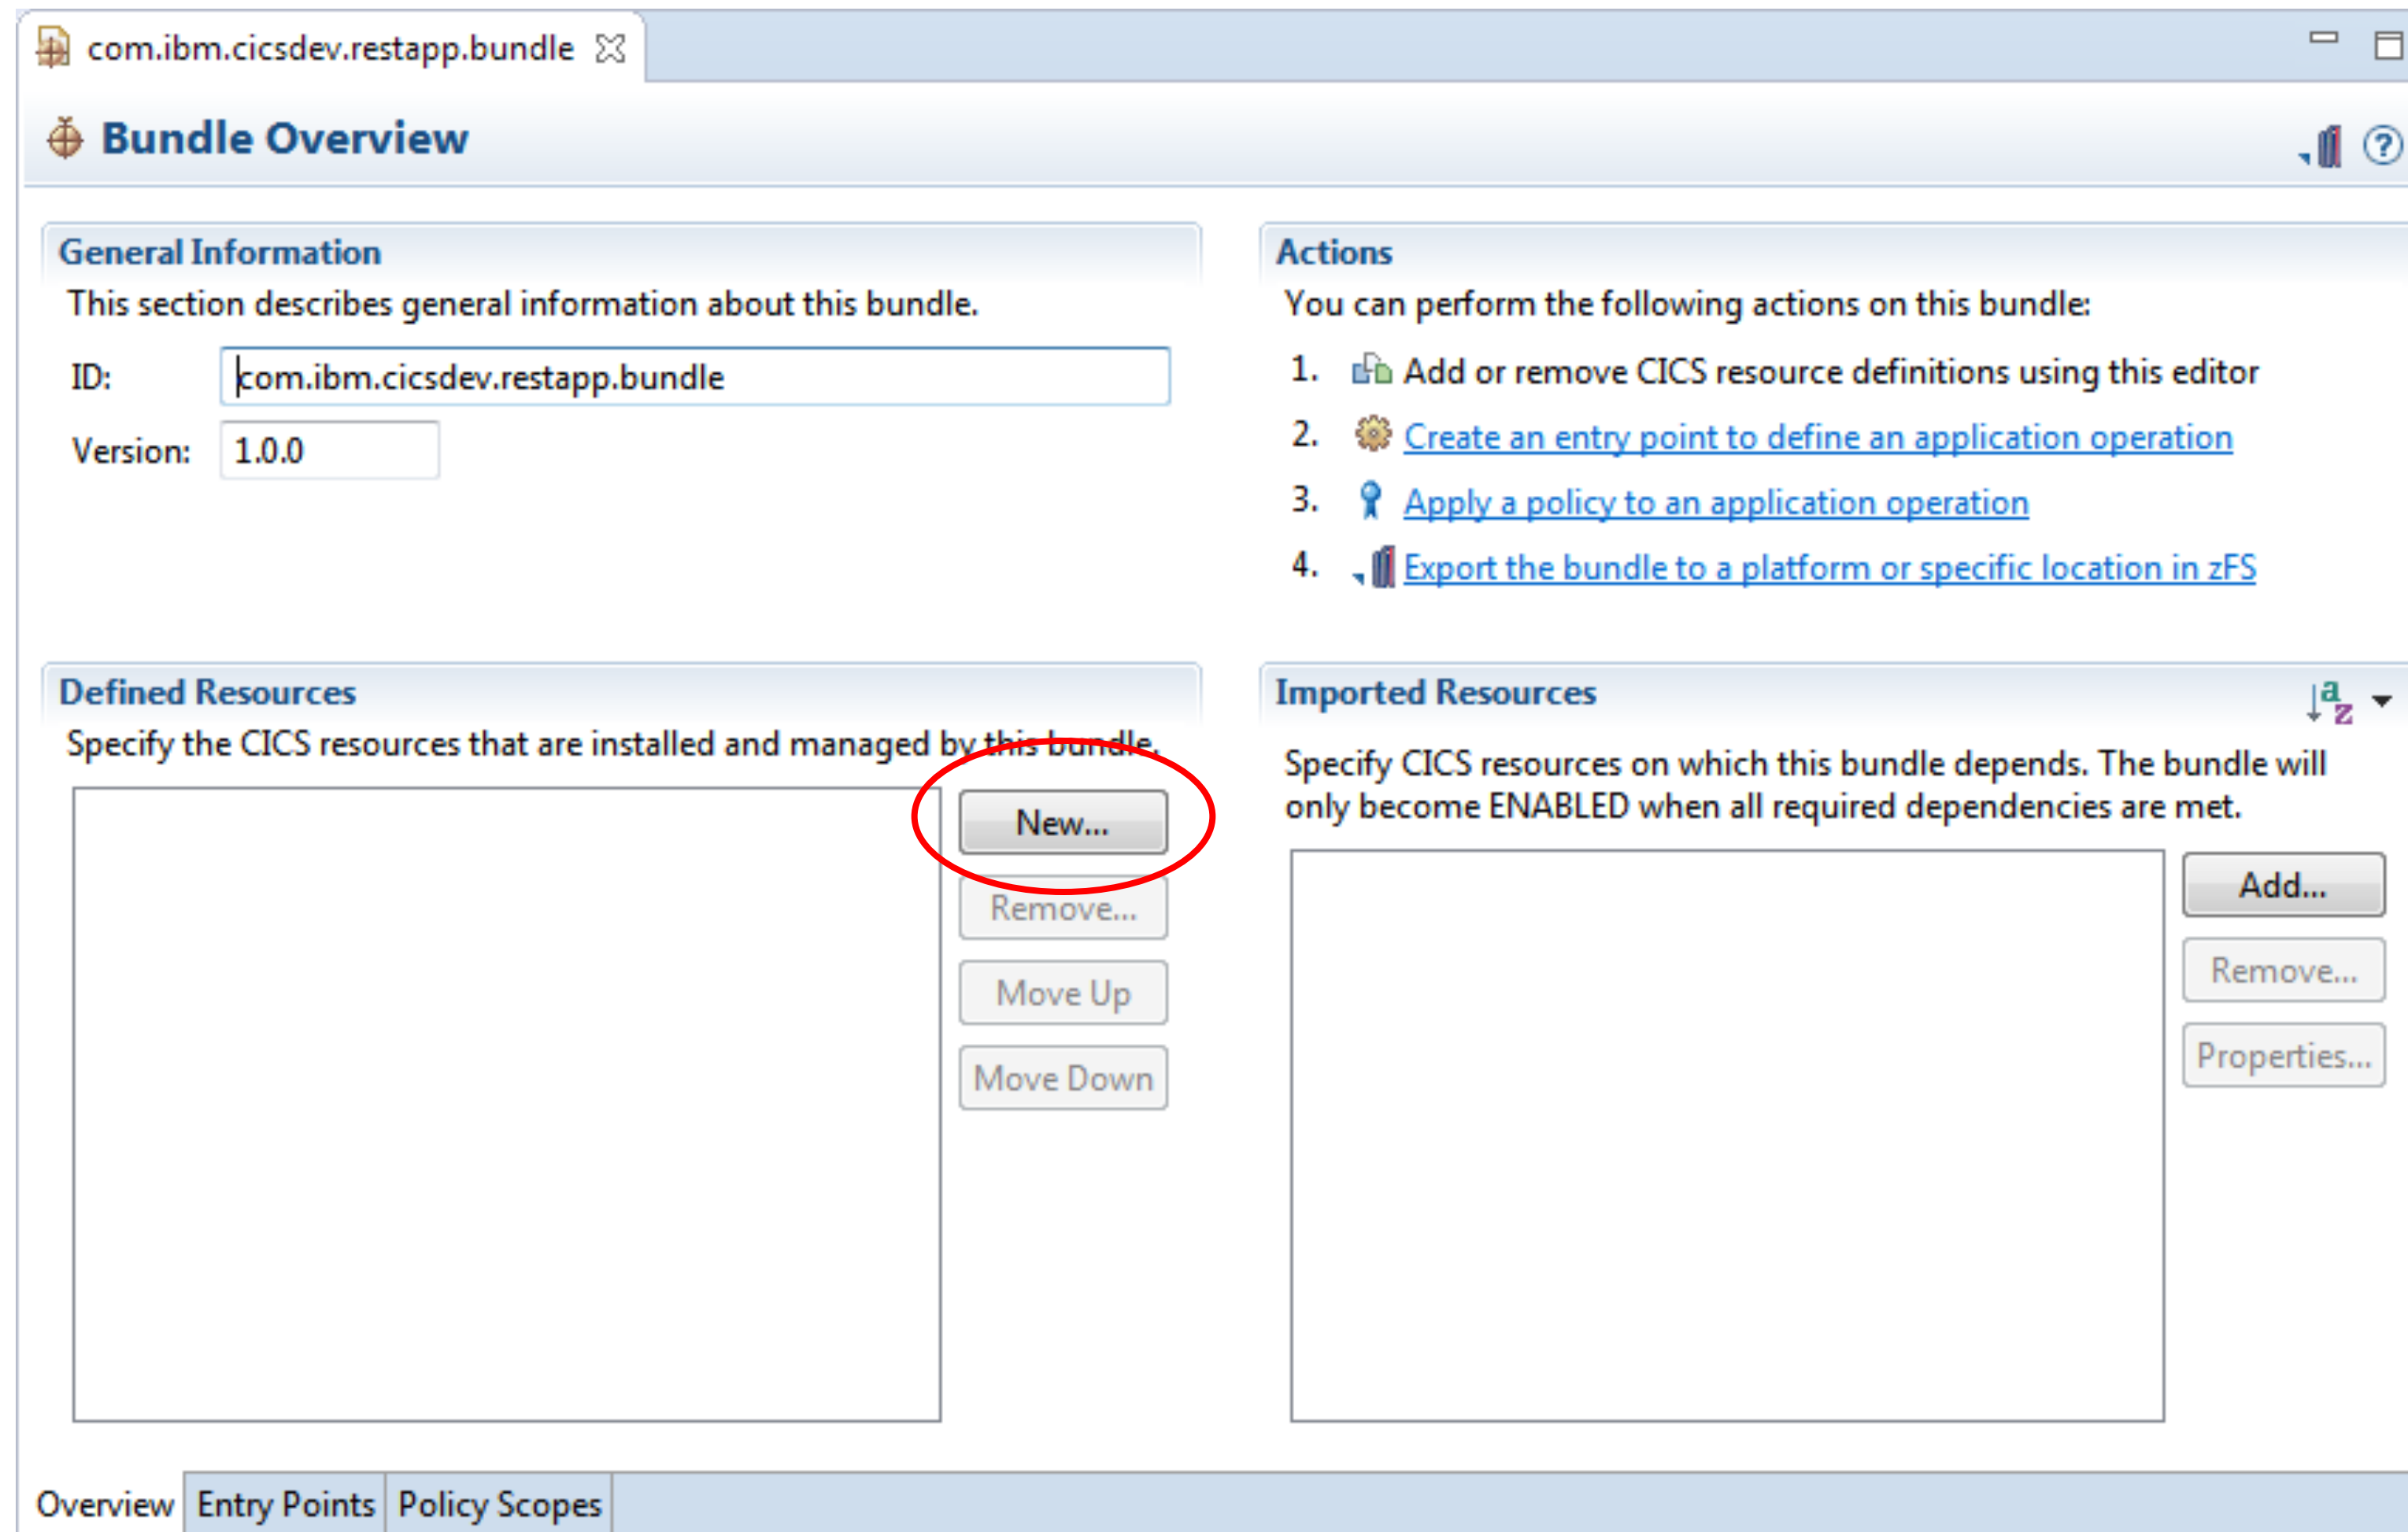 com.ibm.cicsdev.restapp.bundle
Bundle Overview
General Information
This section describes general information about this bundle.
ID: com.ibm.cicsdev.restapp.bundle
Version: 1.0.0
Actions
You can perform the following actions on this bundle:
1. Add or remove CICS resource definitions using this editor
2. Create an entry point to define an application operation
3. Apply a policy to an application operation
4. Export the bundle to a platform or specific location in zFS
Defined Resources
Specify the CICS resources that are installed and managed by this bundle.
New...
Remove...
Move Up
Move Down
Imported Resources
Specify CICS resources on which this bundle depends. The bundle will
only become ENABLED when all required dependencies are met.
Add...
Remove...
Properties...
Overview Entry Points Policy Scopes